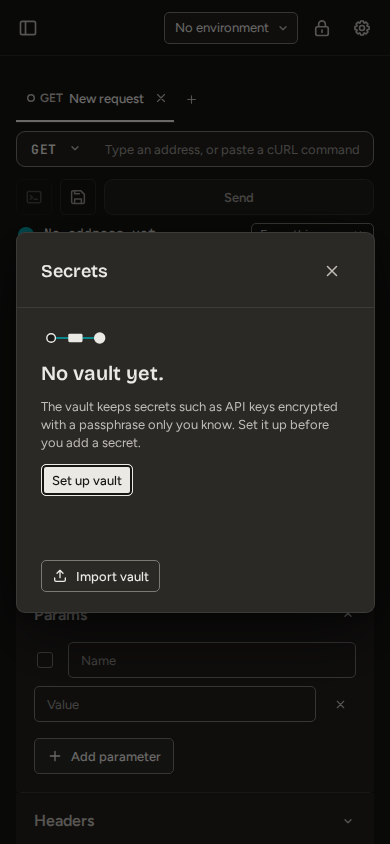 No environment
GET New request
GET Type an address, or paste a cURL command
Send
Secrets
No vault yet.
The vault keeps secrets such as API keys encrypted
with a passphrase only you know. Set it up before
you add a secret.
Set up vault
Import vault
Params
Name
Value
Add parameter
Headers